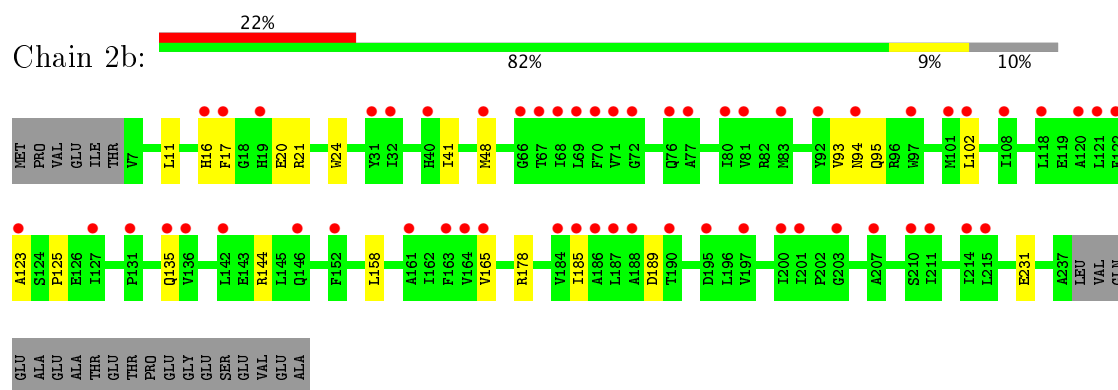 22%
Chain 2b:
82% 9% 10%
MET PRO VAL GLU ILE THR V7 L11 H16 F17 G18 H19 E20 R21 W24 Y31 I32 H40 I41 M48 G66 T67 I68 L69 F70 V71 G72 Q76 A77 I80 V81 R82 M83 Y92 V93 N94 Q95 R96 W97 M101 L102 I108 L118 E119 A120 L121
A123 S124 P125 E126 I127 P131 Q135 V136 L142 E143 R144 L145 Q146 F152 L158 A161 I162 F163 V164 V165 R178 V184 I185 A186 L187 A188 D189 T190 D195 L196 V197 I200 I201 P202 G203 A207 S210 I211 I214 L215 E231 A237 LEU VAL GLN
GLU ALA GLU ALA THR GLU THR PRO GLU GLY GLU SER GLU VAL GLU ALA